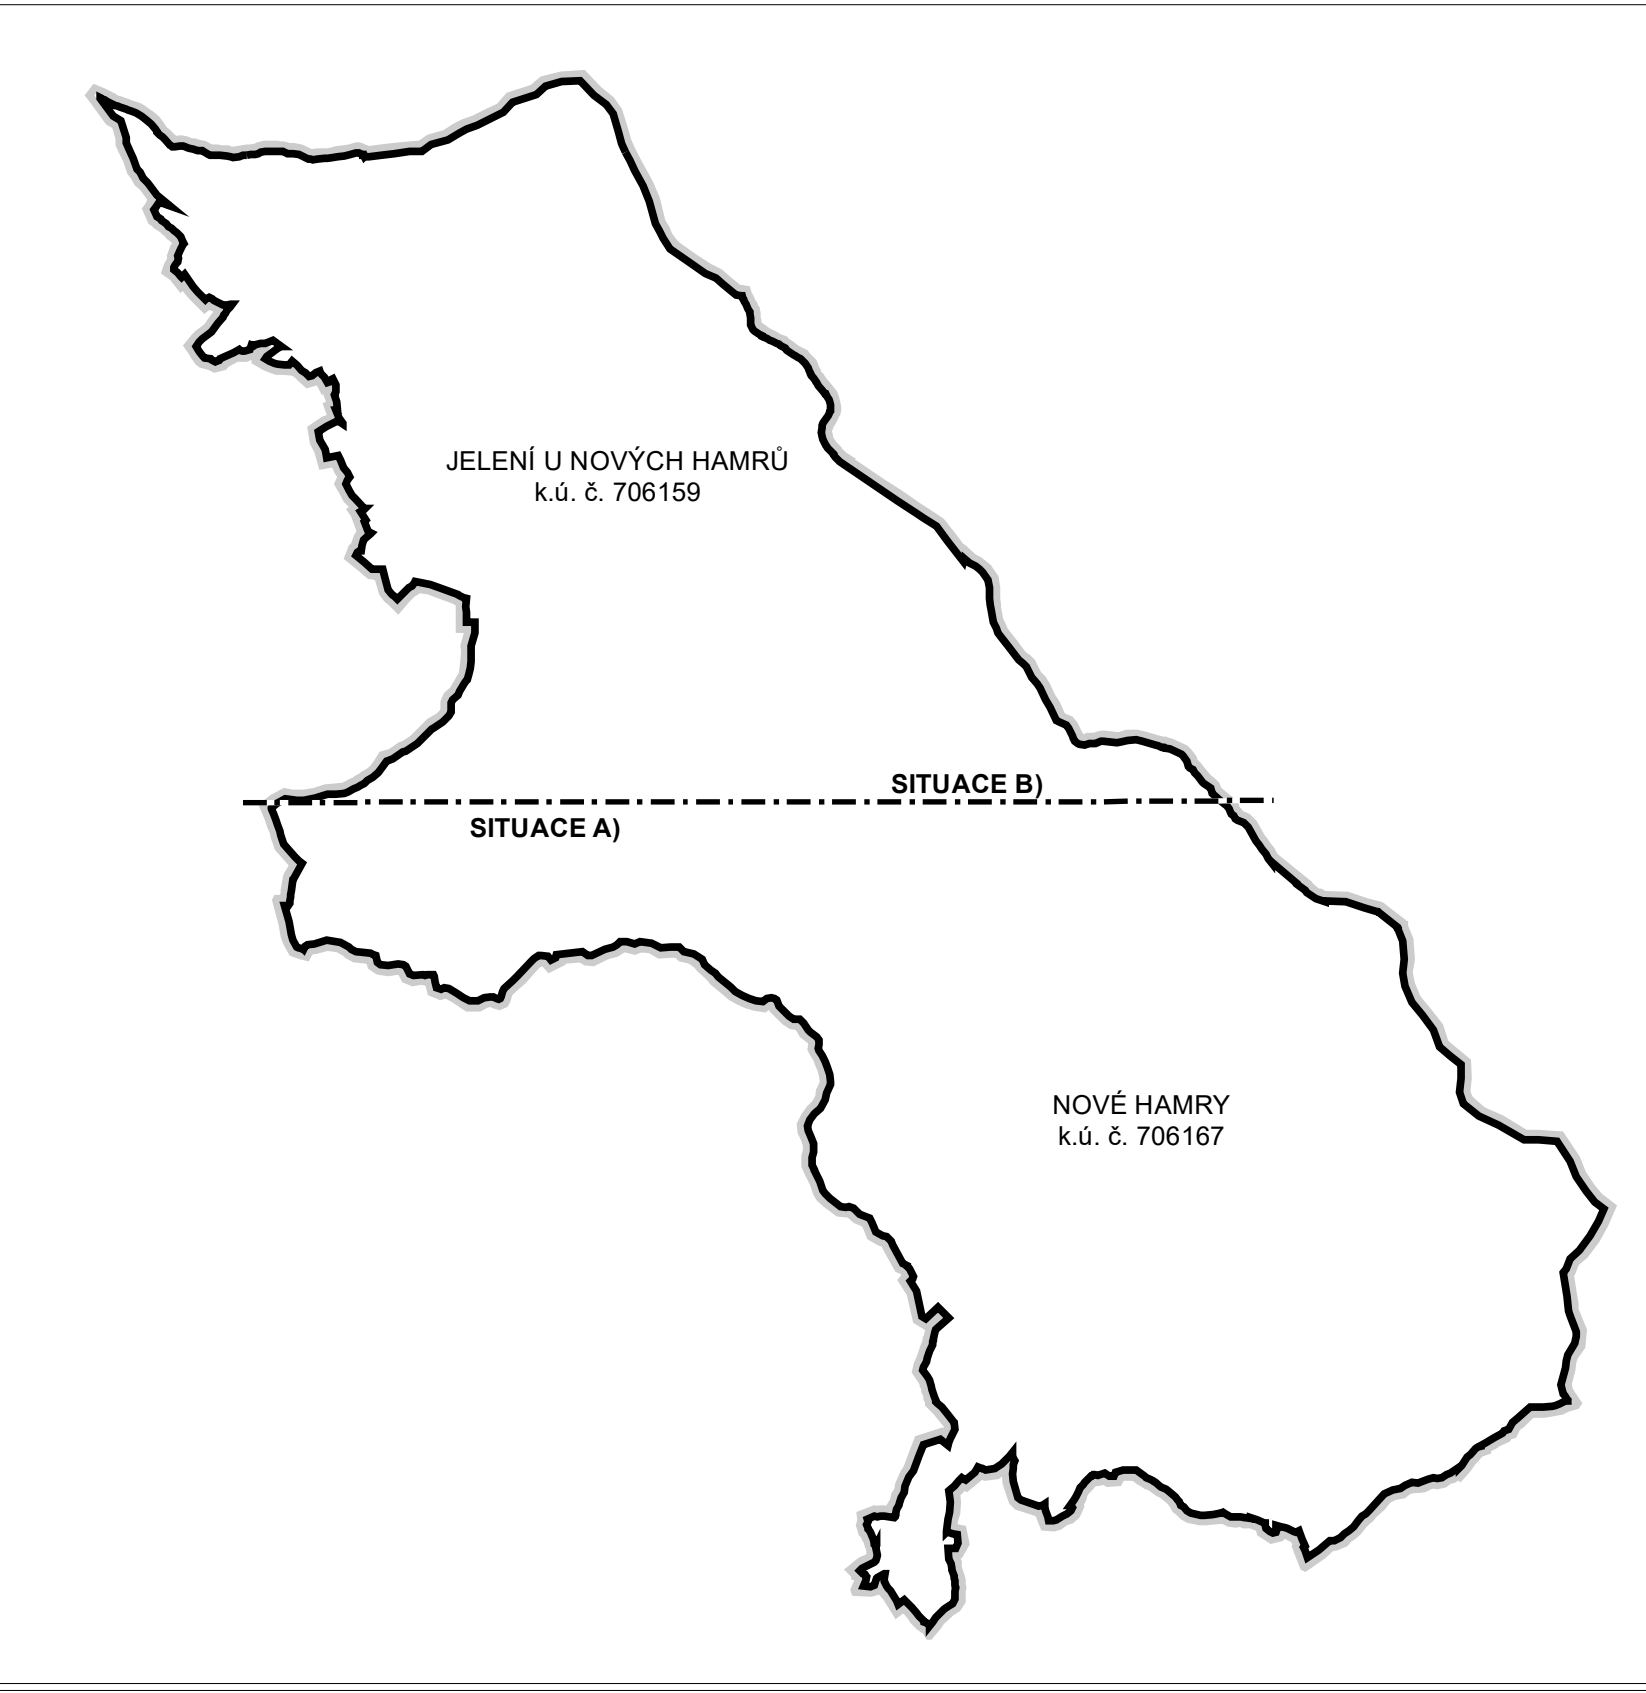 JELENÍ U NOVÝCH HAMRŮ
k.ú. č. 706159
SITUACE B)
SITUACE A)
NOVÉ HAMRY
k.ú. č. 706167